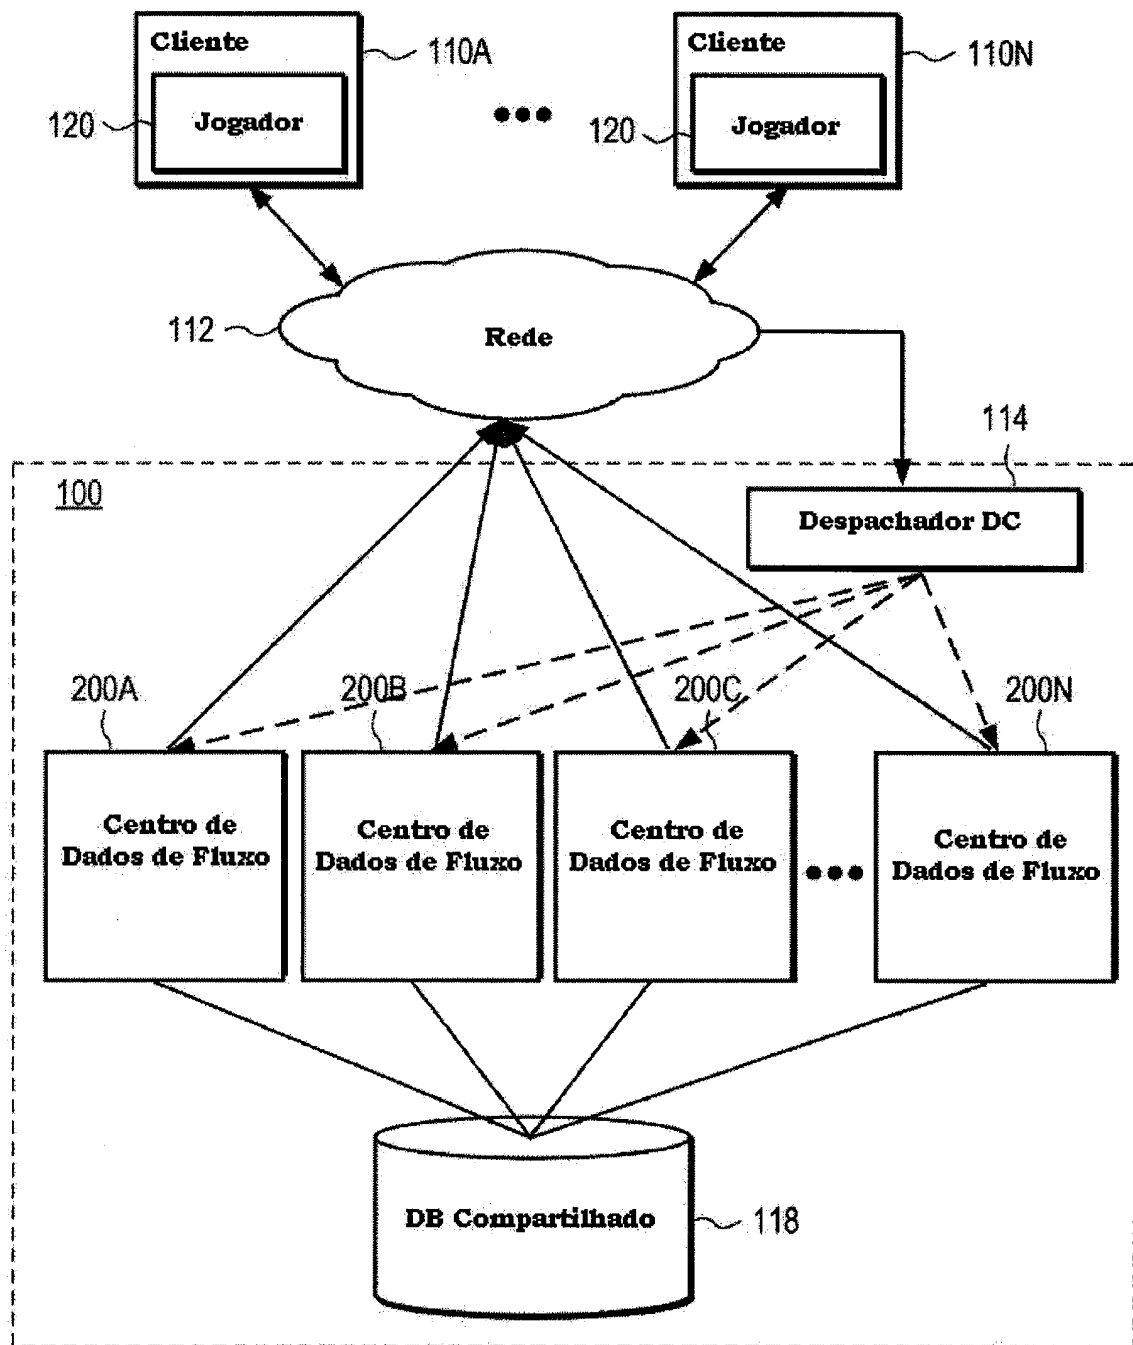 Cliente
110A
120
Jogador
Cliente
110N
120
Jogador
112
Rede
114
100
Despachador DC
200A
200B
200C
200N
Centro de
Dados de Fluxo
Centro de
Dados de Fluxo
Centro de
Dados de Fluxo
Centro de
Dados de Fluxo
DB Compartilhado
118